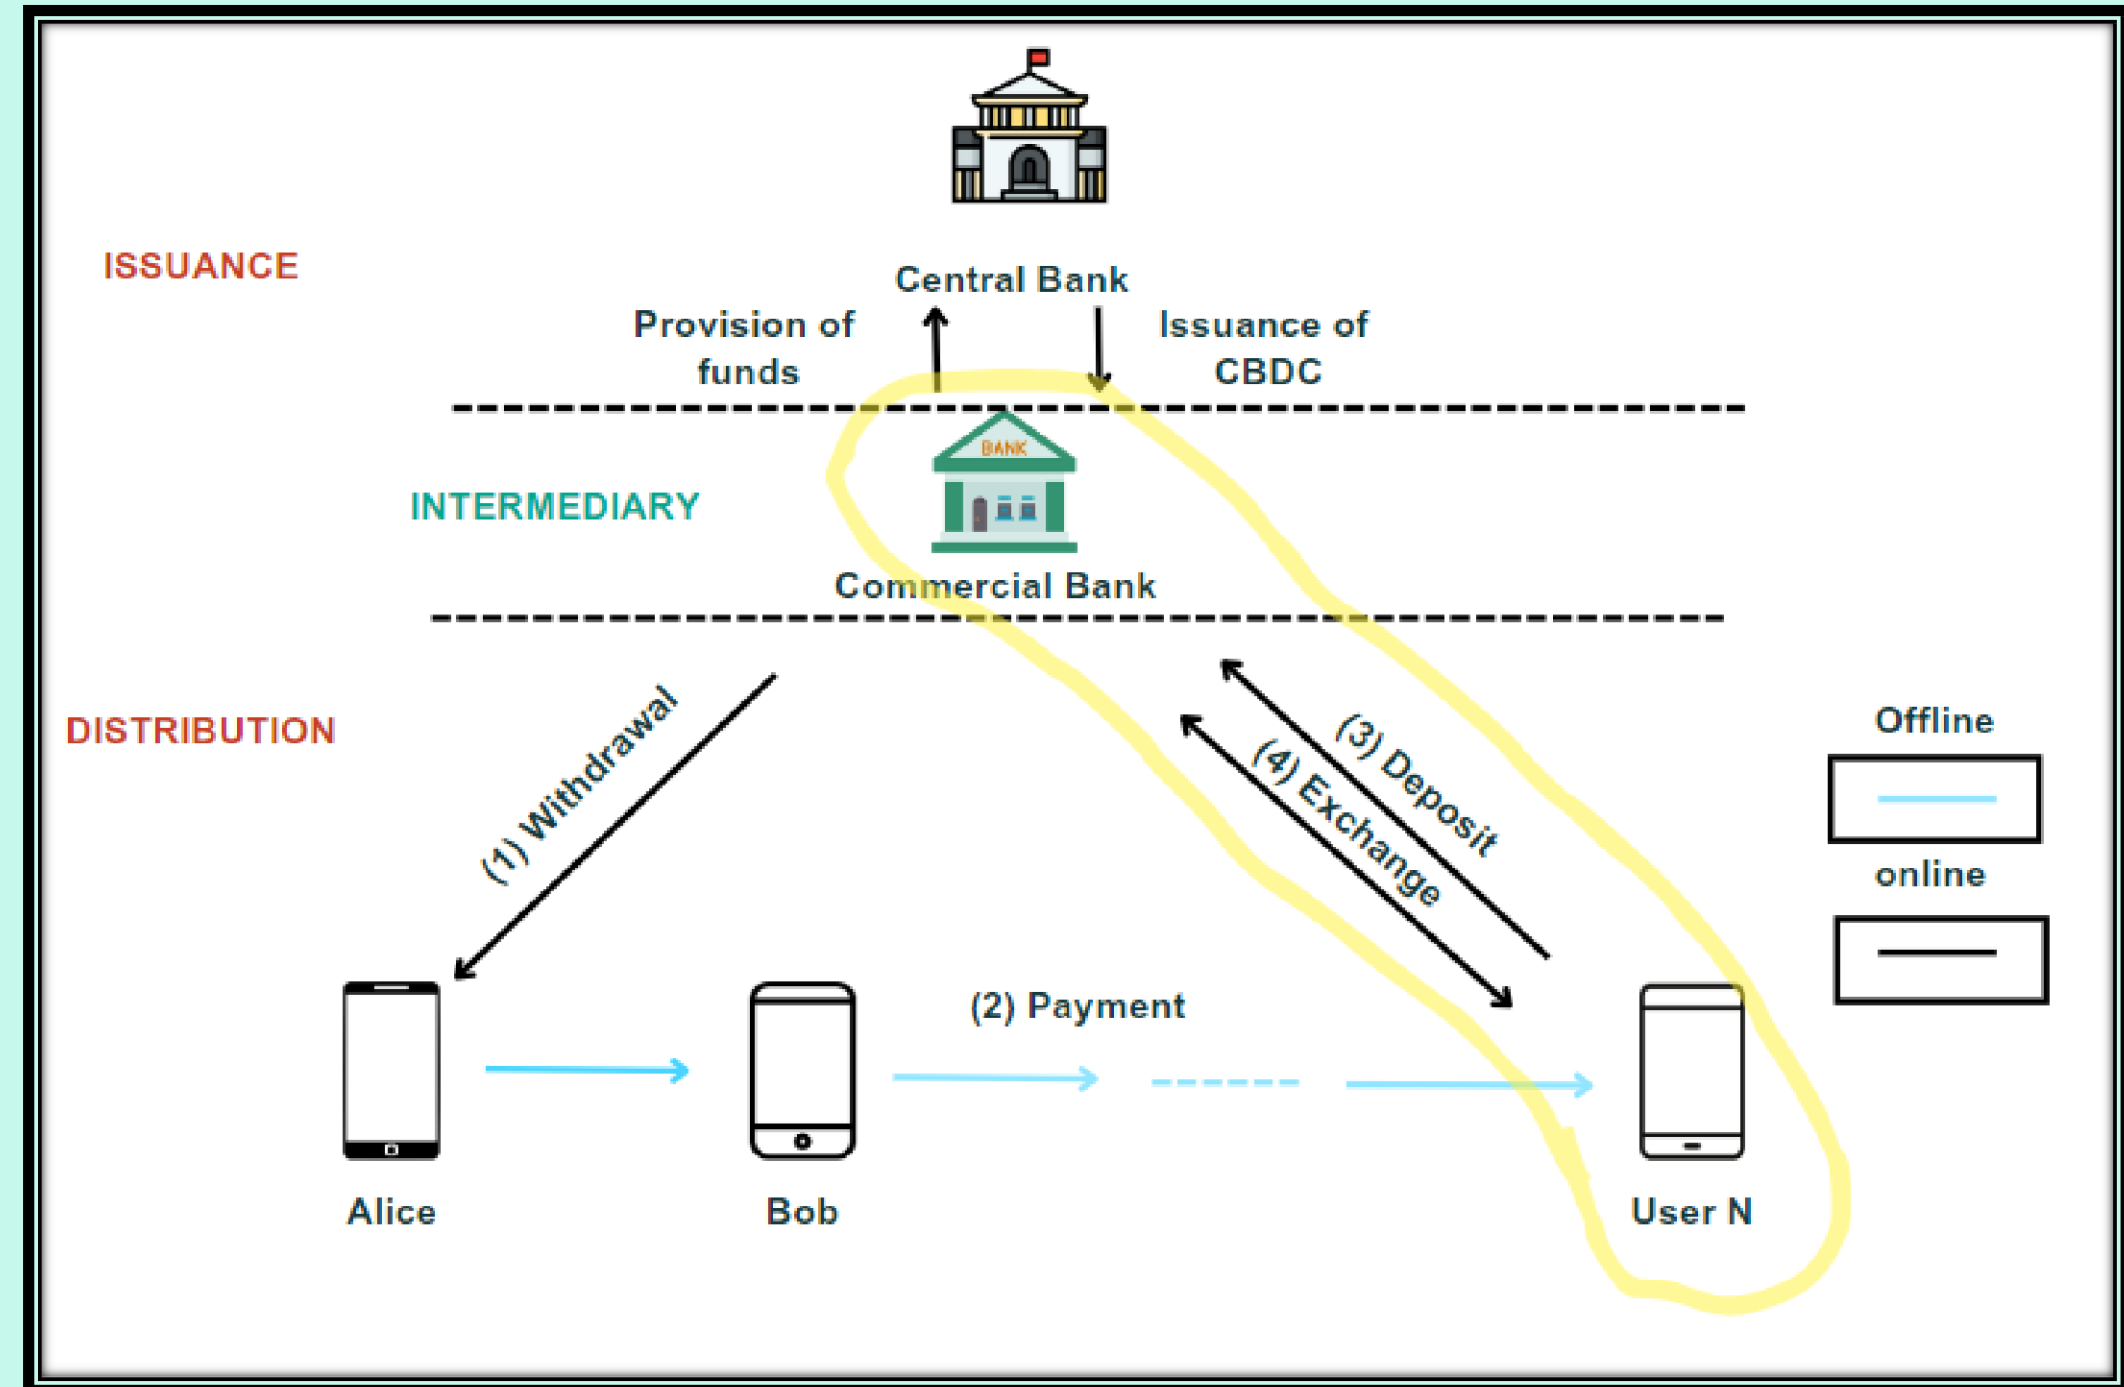 ISSUANCE
Central Bank
Provision of
funds
Issuance of
CBDC
BANK
INTERMEDIARY
Commercial Bank
DISTRIBUTION
(1) Withdrawal
(3) Deposit
(4) Exchange
Offline
online
(2) Payment
Alice
Bob
User N